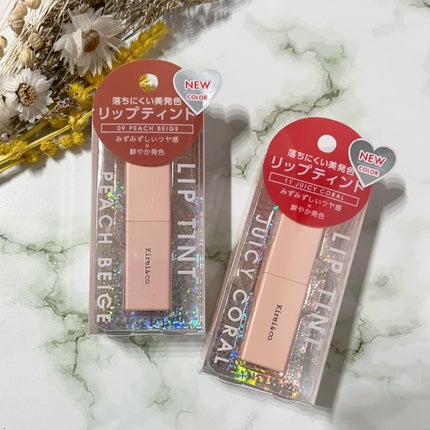 NEW
COLOR
落ちにくい美発色
リップティント
09 PEACH BEIGE
みずみずしいツヤ感
×
鮮やか発色
LIP TINT
PEACH BEIGE
Kirei&co.
NEW
COLOR
落ちにくい美発色
リップティント
11 JUICY CORAL
みずみずしいツヤ感
×
鮮やか発色
LIP TINT
JUICY CORAL
Kirei&co.